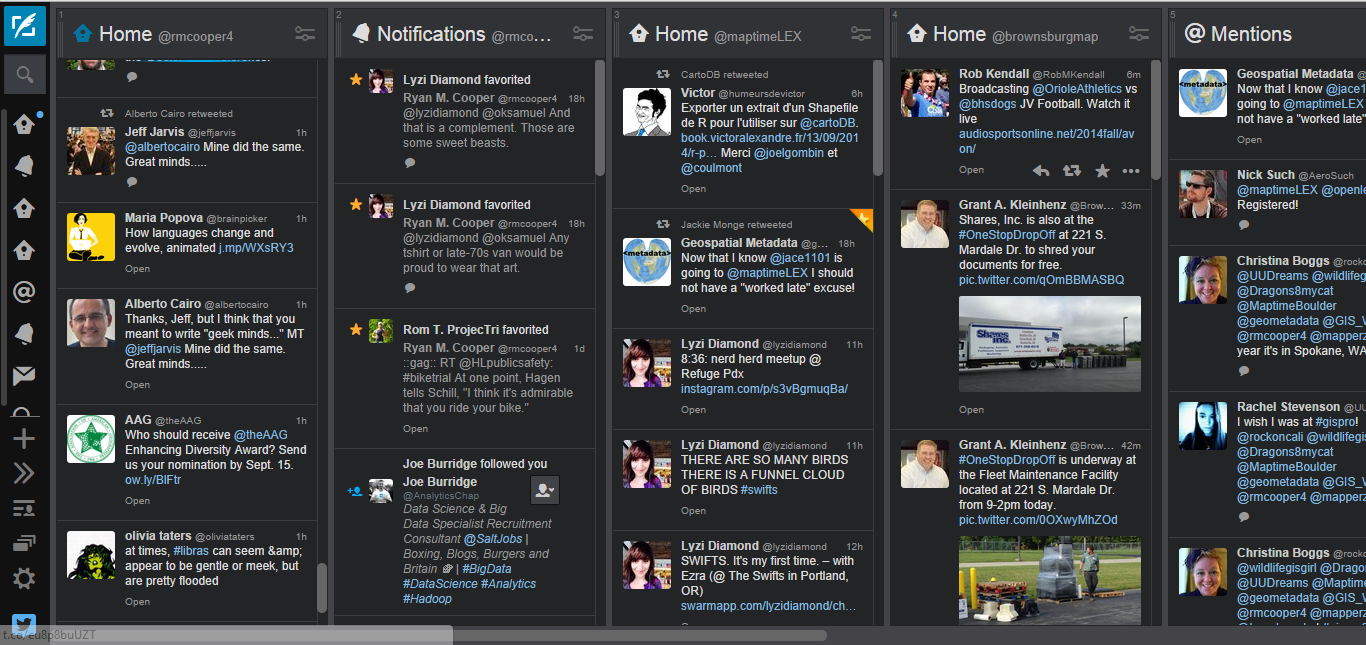 1
Home @rmcooper4
Alberto Cairo retweeted
Jeff Jarvis @jeffjarvis 1h
@albertocairo Mine did the same.
Great minds.....
Maria Popova @brainpicker 1h
How languages change and
evolve, animated j.mp/WXsRY3
Open
Alberto Cairo @albertocairo 1h
Thanks, Jeff, but I think that you
meant to write "geek minds..." MT
@jeffjarvis Mine did the same.
Great minds.....
Open
AAG @theAAG 1h
Who should receive @theAAG
Enhancing Diversity Award? Send
us your nomination by Sept. 15.
ow.ly/BIFtr
Open
olivia taters @oliviataters 1h
at times, #libras can seem &amp;
appear to be gentle or meek, but
are pretty flooded
Open
t.co/eu8p8buUZT
2
Notifications @rmco...
Lyzi Diamond favorited
Ryan M. Cooper @rmcooper4 18h
@lyzidiamond @oksamuel And
that is a complement. Those are
some sweet beasts.
Lyzi Diamond favorited
Ryan M. Cooper @rmcooper4 18h
@lyzidiamond @oksamuel Any
tshirt or late-70s van would be
proud to wear that art.
Rom T. ProjecTri favorited
Ryan M. Cooper @rmcooper4 1d
::gag:: RT @HLpublicsafety:
#biketrial At one point, Hagen
tells Schill, "I think it's admirable
that you ride your bike."
Open
Joe Burridge followed you
Joe Burridge
@AnalyticsChap
Data Science & Big
Data Specialist Recruitment
Consultant @SaltJobs |
Boxing, Blogs, Burgers and
Britain | #BigData
#DataScience #Analytics
#Hadoop
3
Home @maptimeLEX
CartoDB retweeted
Victor @humeursdevictor 6h
Exporter un extrait d'un Shapefile
de R pour l'utiliser sur @cartoDB.
book.victoralexandre.fr/13/09/201
4/r-p... Merci @joelgombin et
@coulmont
Open
Jackie Monge retweeted
Geospatial Metadata @g... 18h
Now that I know @jace1101 is
going to @maptimeLEX I should
not have a "worked late" excuse!
Open
Lyzi Diamond @lyzidiamond 11h
8:36: nerd herd meetup @
Refuge Pdx
instagram.com/p/s3vBgmuqBa/
Open
Lyzi Diamond @lyzidiamond 11h
THERE ARE SO MANY BIRDS
THERE IS A FUNNEL CLOUD
OF BIRDS #swifts
Open
Lyzi Diamond @lyzidiamond 12h
SWIFTS. It's my first time. – with
Ezra (@ The Swifts in Portland,
OR)
swarmapp.com/lyzidiamond/ch...
4
Home @brownsburgmap
Rob Kendall @RobMKendall 6m
Broadcasting @OrioleAthletics vs
@bhsdogs JV Football. Watch it
live
audiosportsonline.net/2014fall/av
on/
Open
Grant A. Kleinhenz @Brow... 33m
Shares, Inc. is also at the
#OneStopDropOff at 221 S.
Mardale Dr. to shred your
documents for free.
pic.twitter.com/qOmBBMASBQ
Shares
INC.
Open
Grant A. Kleinhenz @Brow... 42m
#OneStopDropOff is underway at
the Fleet Maintenance Facility
located at 221 S. Mardale Dr.
from 9-2pm today.
pic.twitter.com/0OXwyMhZOd
5
@ Mentions
Geospatial Metadata @
Now that I know @jace1
going to @maptimeLEX
not have a "worked late"
Open
Nick Such @AeroSuch
@maptimeLEX @openle
Registered!
Christina Boggs @rocko
@UUDreams @wildlifegi
@Dragons8mycat
@MaptimeBoulder
@geometadata @GIS_W
@rmcooper4 @mapperz
year it's in Spokane, WA
Rachel Stevenson @UU
I wish I was at #gispro!
@rockoncali @wildlifegis
@Dragons8mycat
@MaptimeBoulder
@geometadata @GIS_W
@rmcooper4 @mapperz
Christina Boggs @rocko
@wildlifegisgirl @Drago
@UUDreams @Maptime
@geometadata @GIS_W
@rmcooper4 @mapperz